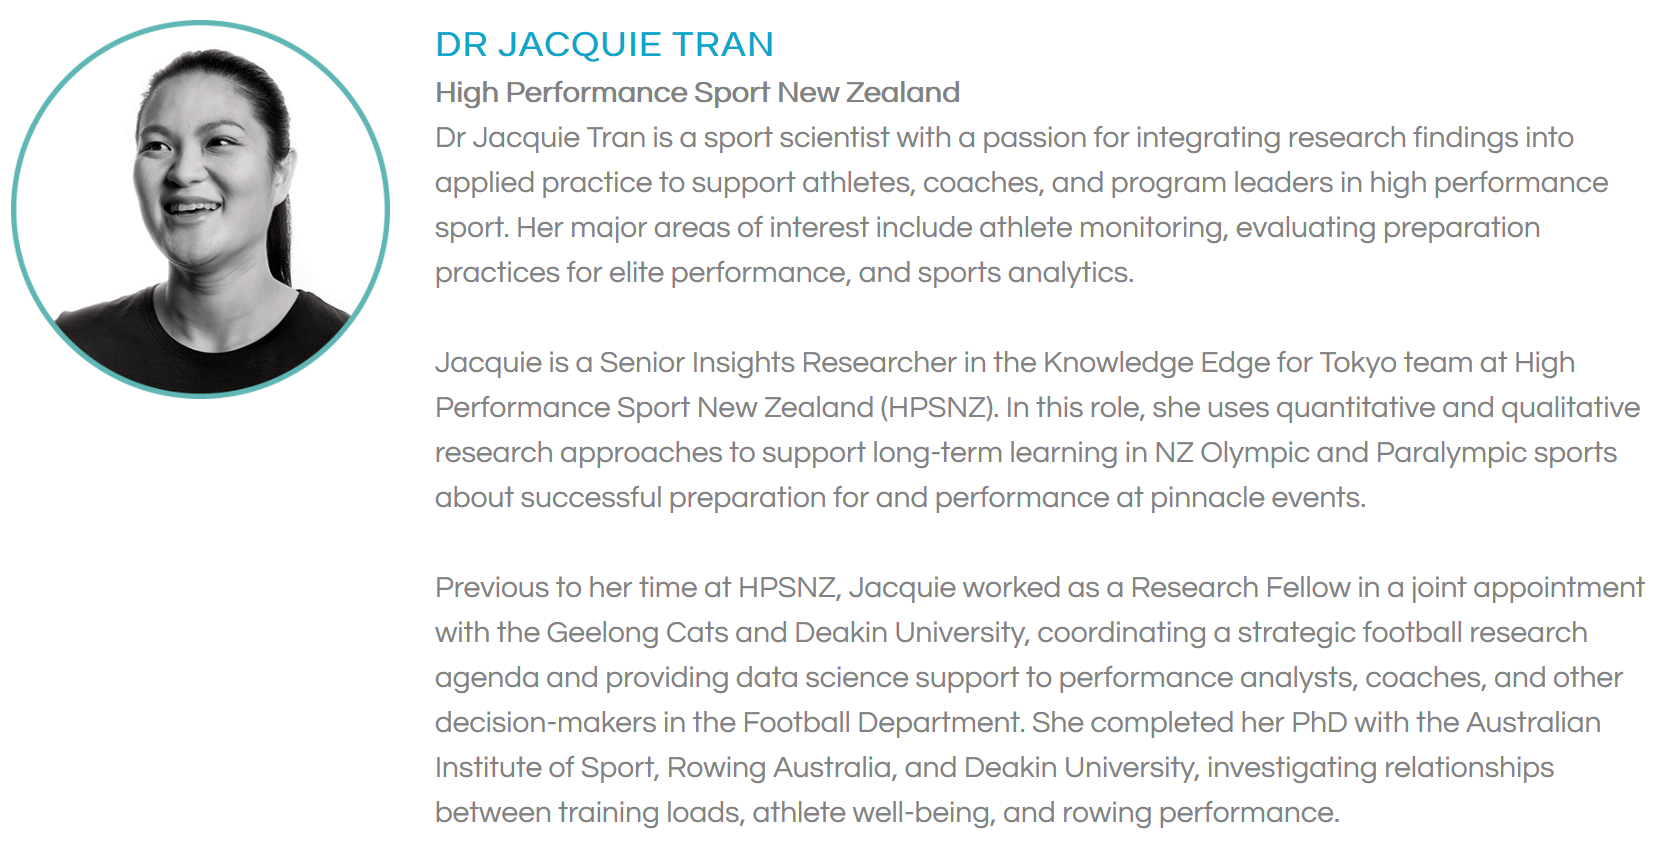 DR JACQUIE TRAN
High Performance Sport New Zealand
Dr Jacquie Tran is a sport scientist with a passion for integrating research findings into
applied practice to support athletes, coaches, and program leaders in high performance
sport. Her major areas of interest include athlete monitoring, evaluating preparation
practices for elite performance, and sports analytics.
Jacquie is a Senior Insights Researcher in the Knowledge Edge for Tokyo team at High
Performance Sport New Zealand (HPSNZ). In this role, she uses quantitative and qualitative
research approaches to support long-term learning in NZ Olympic and Paralympic sports
about successful preparation for and performance at pinnacle events.
Previous to her time at HPSNZ, Jacquie worked as a Research Fellow in a joint appointment
with the Geelong Cats and Deakin University, coordinating a strategic football research
agenda and providing data science support to performance analysts, coaches, and other
decision-makers in the Football Department. She completed her PhD with the Australian
Institute of Sport, Rowing Australia, and Deakin University, investigating relationships
between training loads, athlete well-being, and rowing performance.